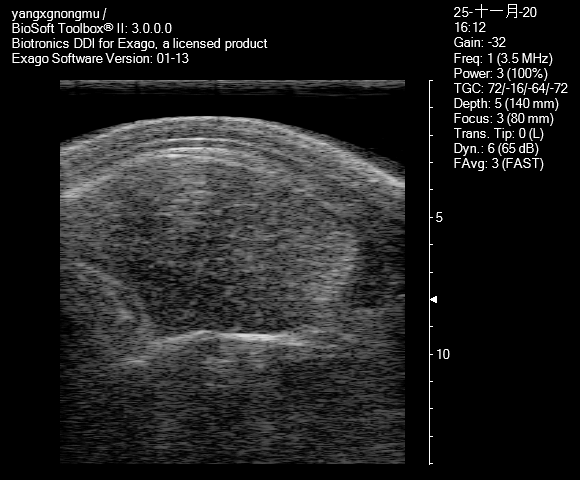 yangxgnongmu /
BioSoft Toolbox® II: 3.0.0.0
Biotronics DDI for Exago, a licensed product
Exago Software Version: 01-13
25-十一月-20
16:12
Gain: -32
Freq: 1 (3.5 MHz)
Power: 3 (100%)
TGC: 72/-16/-64/-72
Depth: 5 (140 mm)
Focus: 3 (80 mm)
Trans. Tip: 0 (L)
Dyn.: 6 (65 dB)
FAvg: 3 (FAST)
5
10